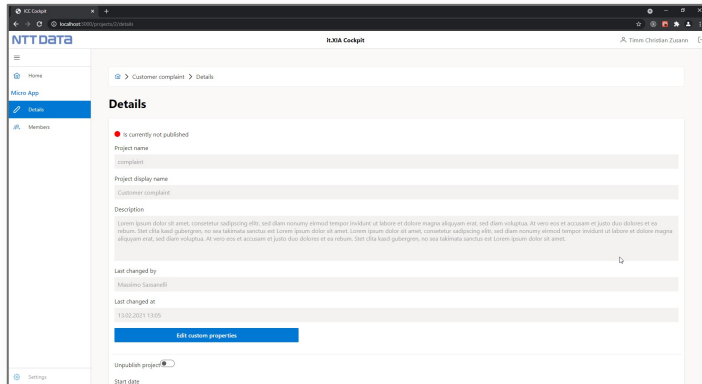 ICC Cockpit
localhost:3000/projects/2/details
NTT DATA
it.XIA Cockpit
Timm Christian Zusann
Home
Customer complaint > Details
Micro App
Details
Details
Members
Is currently not published
Project name
complaint
Project display name
Customer complaint
Description
Lorem ipsum dolor sit amet, consetetur sadipscing elitr, sed diam nonumy eirmod tempor invidunt ut labore et dolore magna aliquyam erat, sed diam voluptua. At vero eos et accusam et justo duo dolores et ea
rebum. Stet clita kasd gubergren, no sea takimata sanctus est Lorem ipsum dolor sit amet. Lorem ipsum dolor sit amet, consetetur sadipscing elitr, sed diam nonumy eirmod tempor invidunt ut labore et dolore magna
aliquyam erat, sed diam voluptua. At vero eos et accusam et justo duo dolores et ea rebum. Stet clita kasd gubergren, no sea takimata sanctus est Lorem ipsum dolor sit amet.
Last changed by
Massimo Sassanelli
Last changed at
13.02.2021 13:05
Edit custom properties
Unpublish project
Settings
Start date